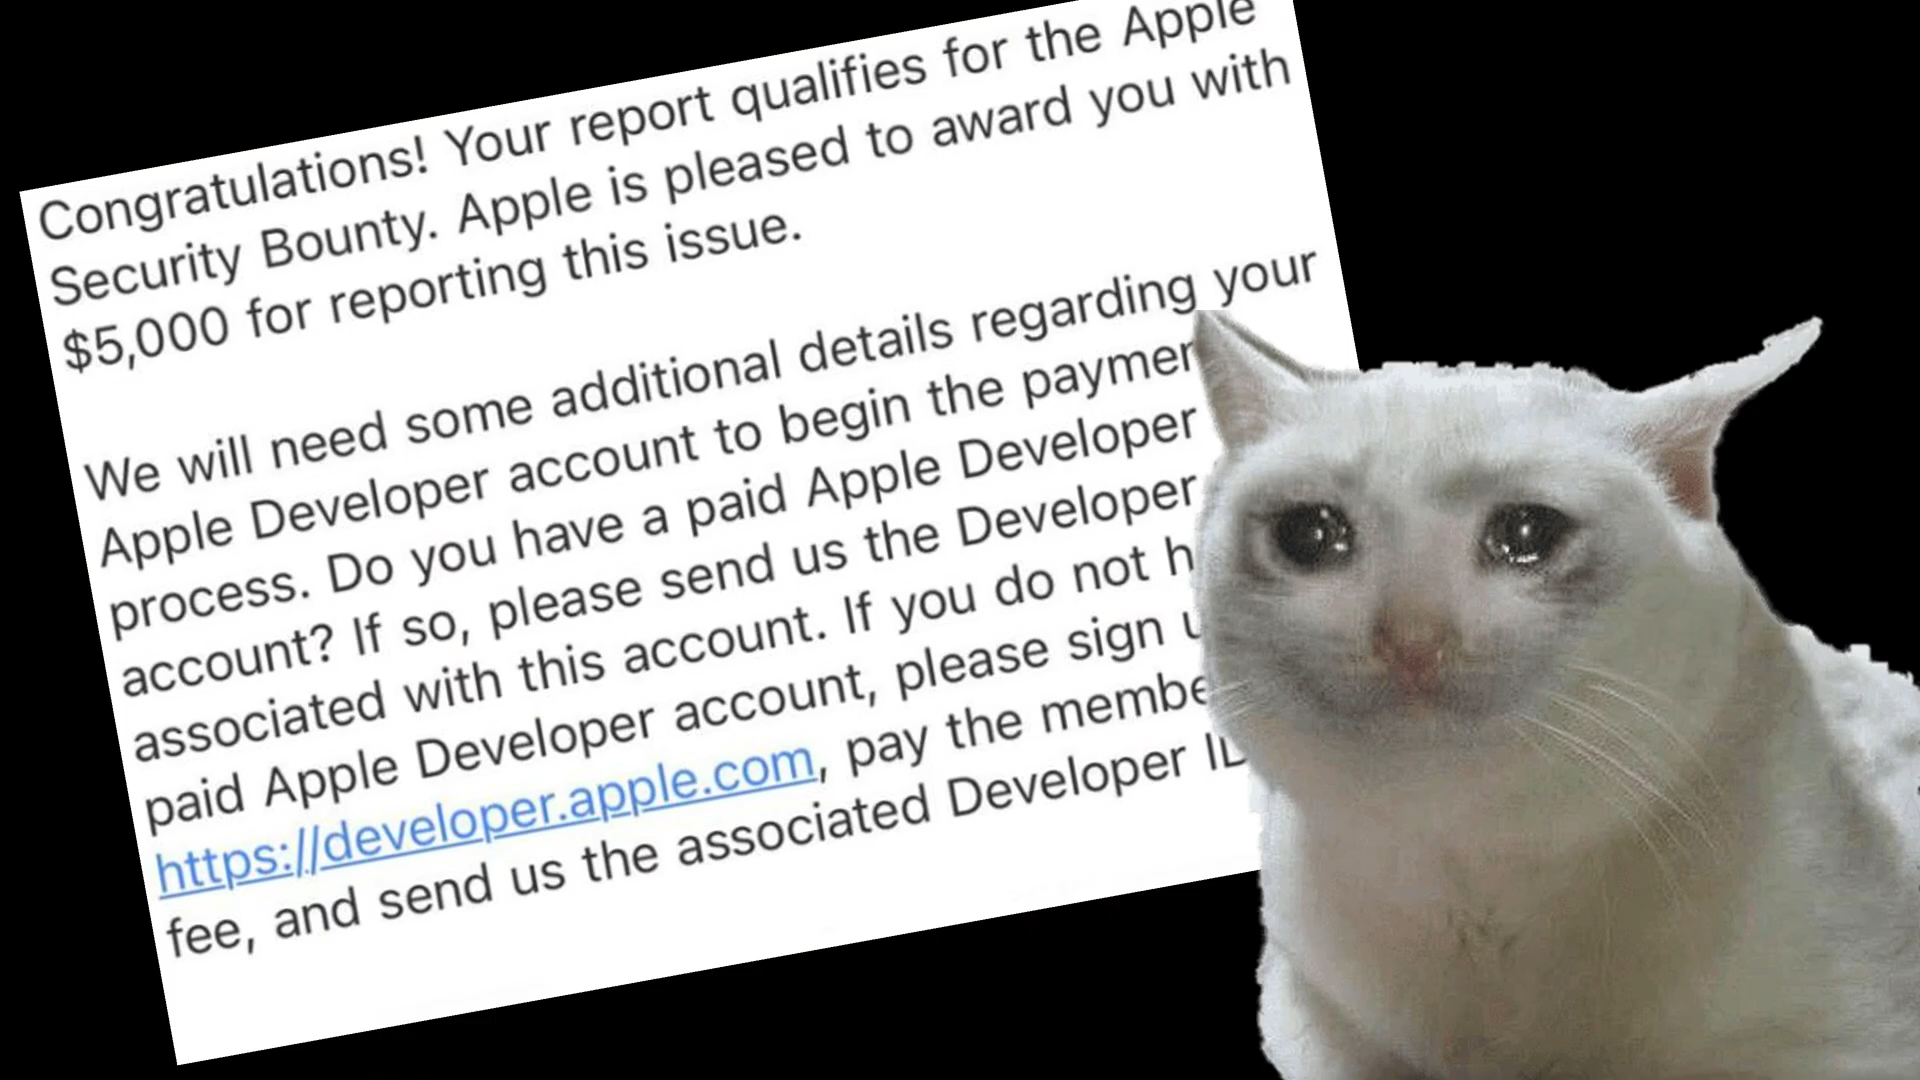 Congratulations! Your report qualifies for the Apple
Security Bounty. Apple is pleased to award you with
$5,000 for reporting this issue.
We will need some additional details regarding your
Apple Developer account to begin the
process. Do you have a paid Apple Developer
account? If so, please send us the Developer
associated with this account. If you do not
paid Apple Developer account, please sign
https://developer.apple.com, pay the
fee, and send us the associated Developer